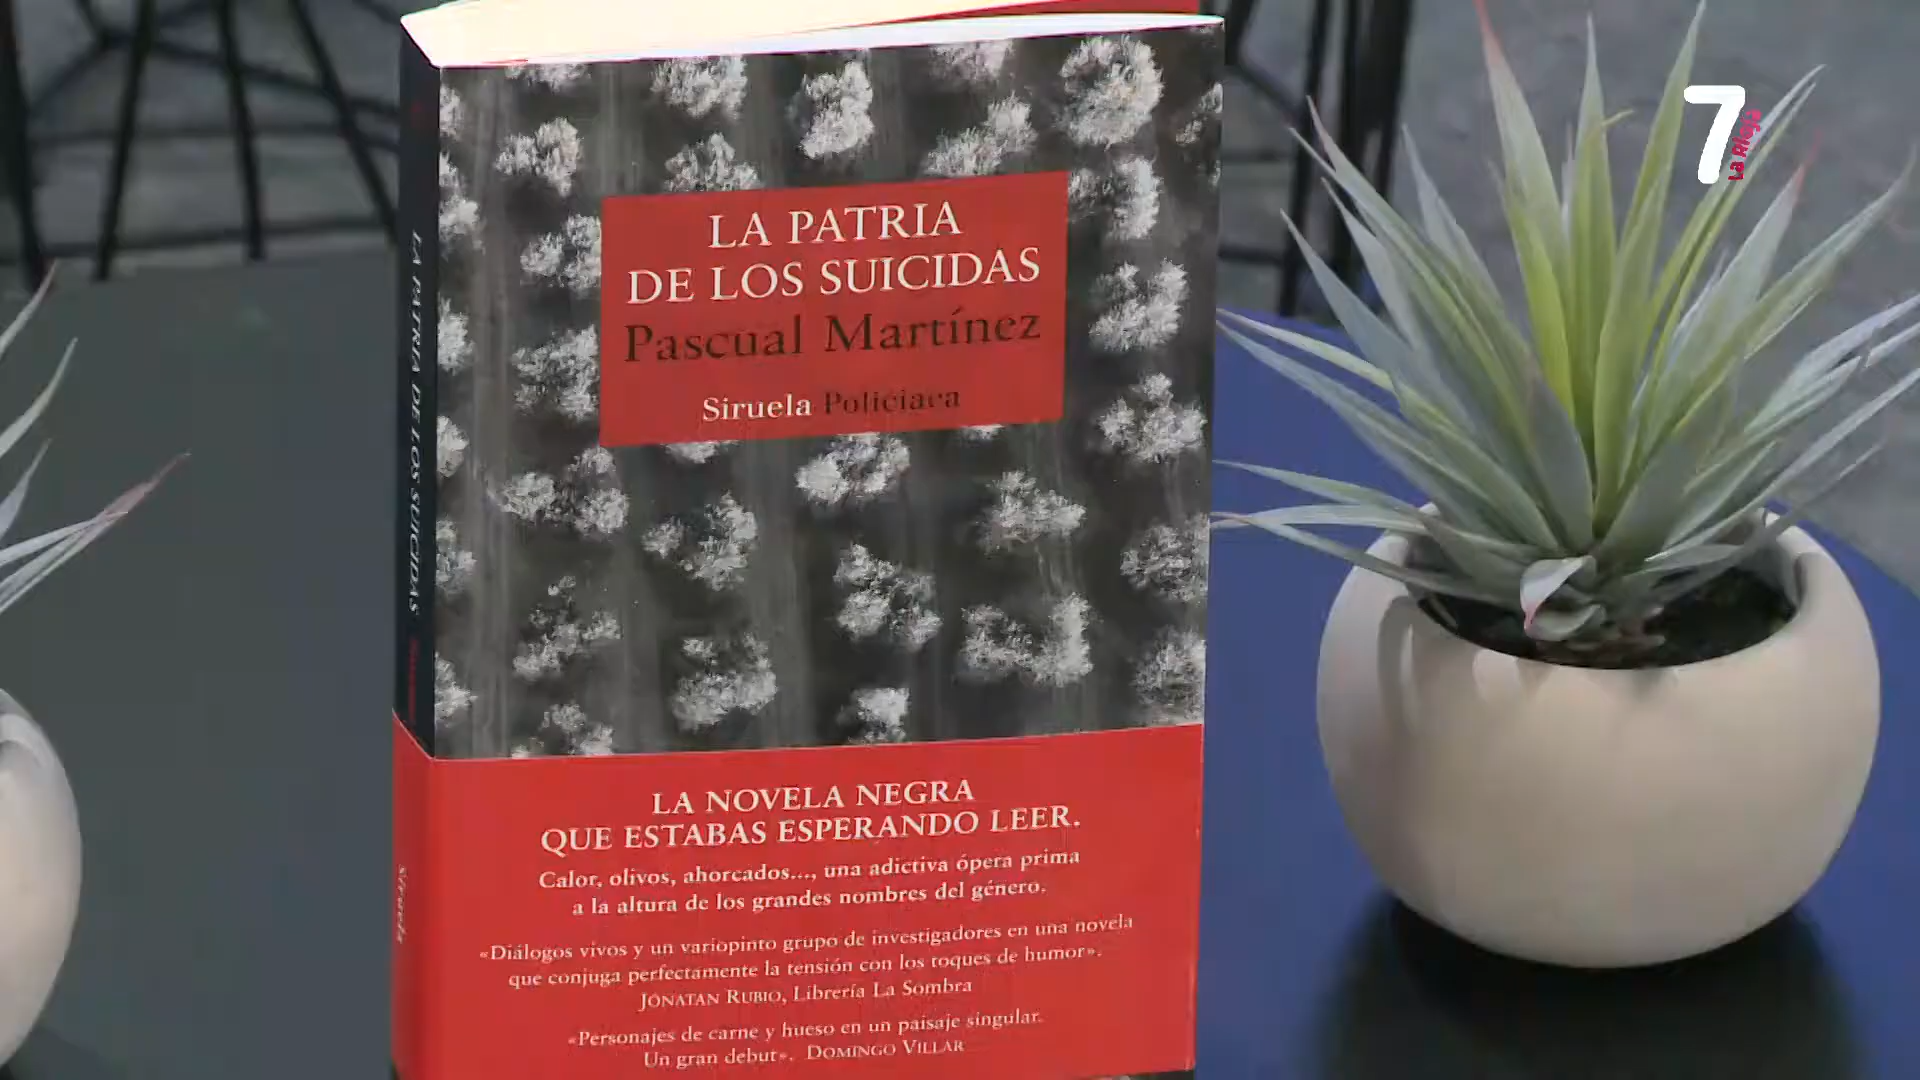 LA PATRIA
DE LOS SUICIDAS
Pascual Martínez
Siruela Policiaca
LA PATRIA DE LOS SUICIDAS
Siruela
LA NOVELA NEGRA
QUE ESTABAS ESPERANDO LEER.
Calor, olivos, ahorcados..., una adictiva ópera prima
a la altura de los grandes nombres del género.
«Diálogos vivos y un variopinto grupo de investigadores en una novela
que conjuga perfectamente la tensión con los toques de humor».
JÓNATAN RUBIO, Librería La Sombra
«Personajes de carne y hueso en un paisaje singular.
Un gran debut». DOMINGO VILLAR
7
La Rioja